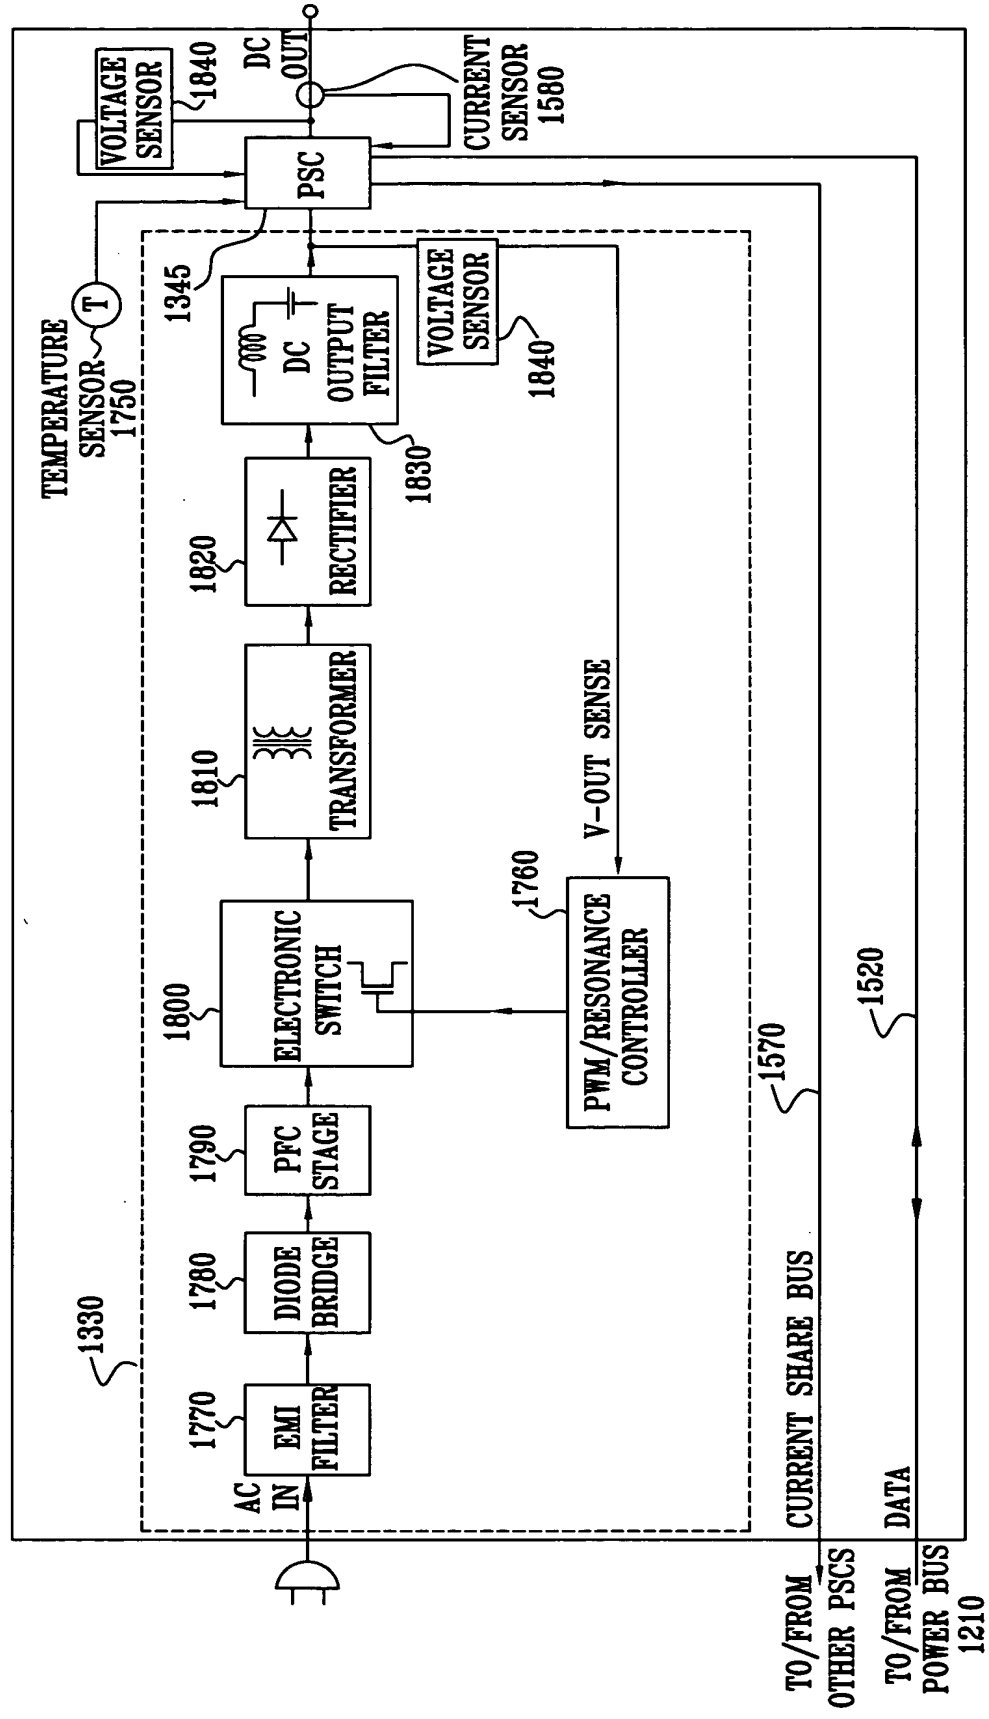 1330
AC
IN
1770
EMI
FILTER
1780
DIODE
BRIDGE
1790
PFC
STAGE
1800
ELECTRONIC
SWITCH
1810
TRANSFORMER
1820
RECTIFIER
1830
DC
OUTPUT
FILTER
1345
PSC
TEMPERATURE
SENSOR
1750
T
VOLTAGE
SENSOR
1840
DC
OUT
CURRENT
SENSOR
1580
VOLTAGE
SENSOR
1840
V-OUT SENSE
1760
PWM/RESONANCE
CONTROLLER
1570
1520
CURRENT SHARE BUS
DATA
TO/FROM
OTHER PSCS
TO/FROM
POWER BUS
1210